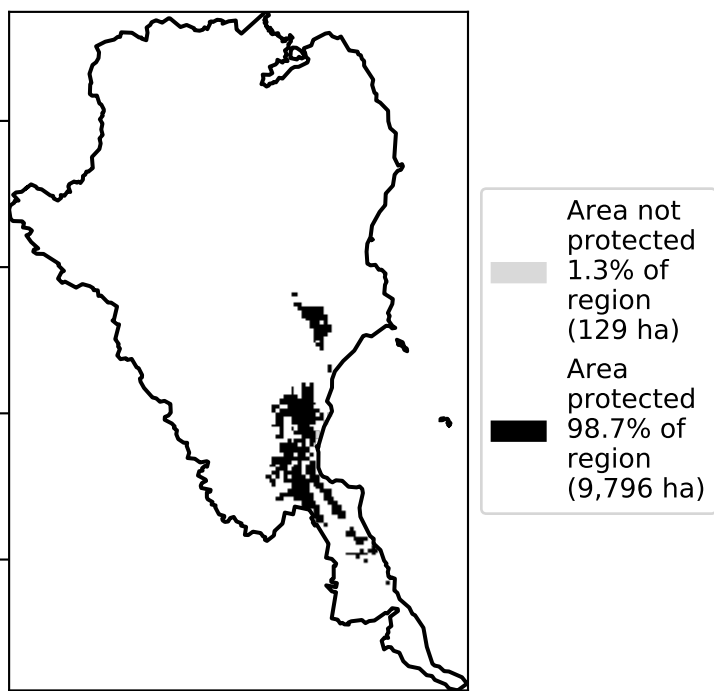 Area not
protected
1.3% of
region
(129 ha)
Area
protected
98.7% of
region
(9,796 ha)